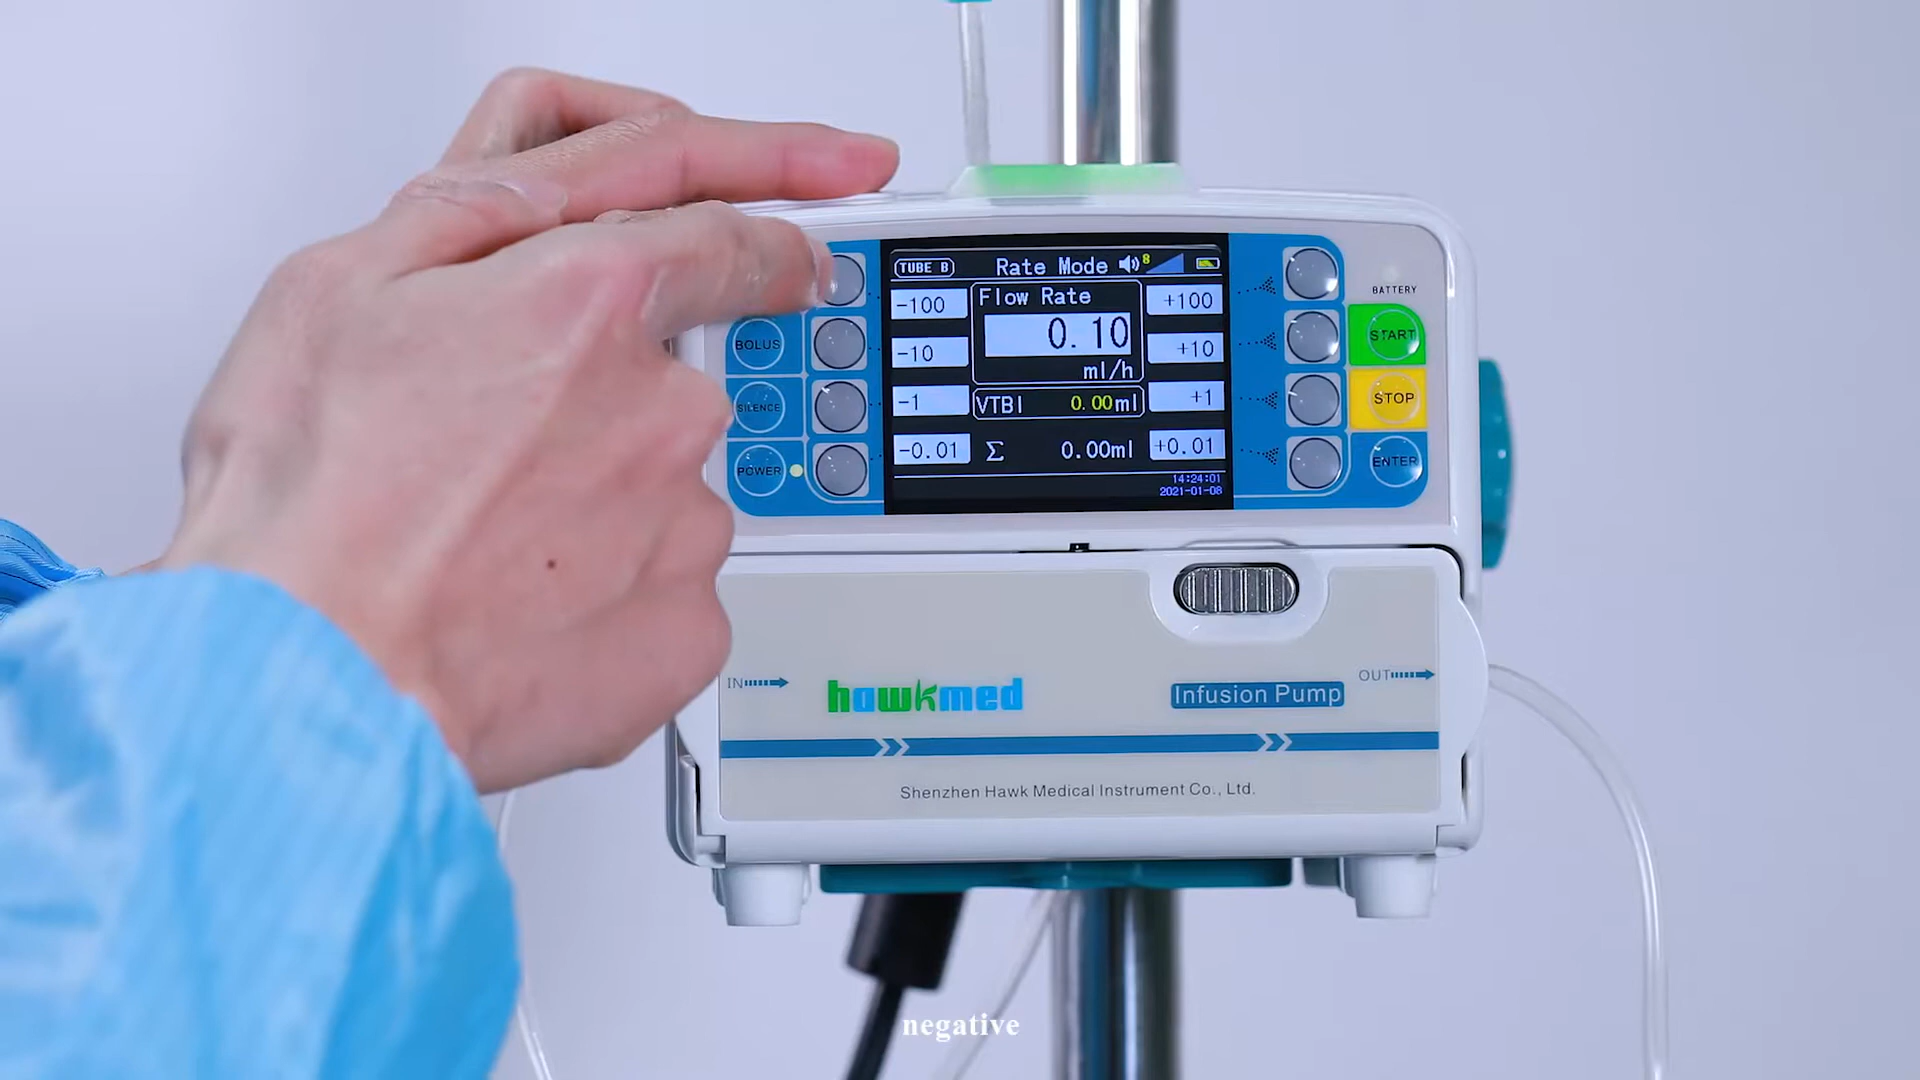 TUBE B
Rate Mode
8
-100
Flow Rate
+100
0.10
-10
+10
ml/h
-1
VTBI
0.00ml
+1
-0.01
Σ
0.00ml
+0.01
14:24:01
2021-01-08
BOLUS
SILENCE
POWER
BATTERY
START
STOP
ENTER
IN
hawkmed
Infusion Pump
OUT
Shenzhen Hawk Medical Instrument Co., Ltd.
negative